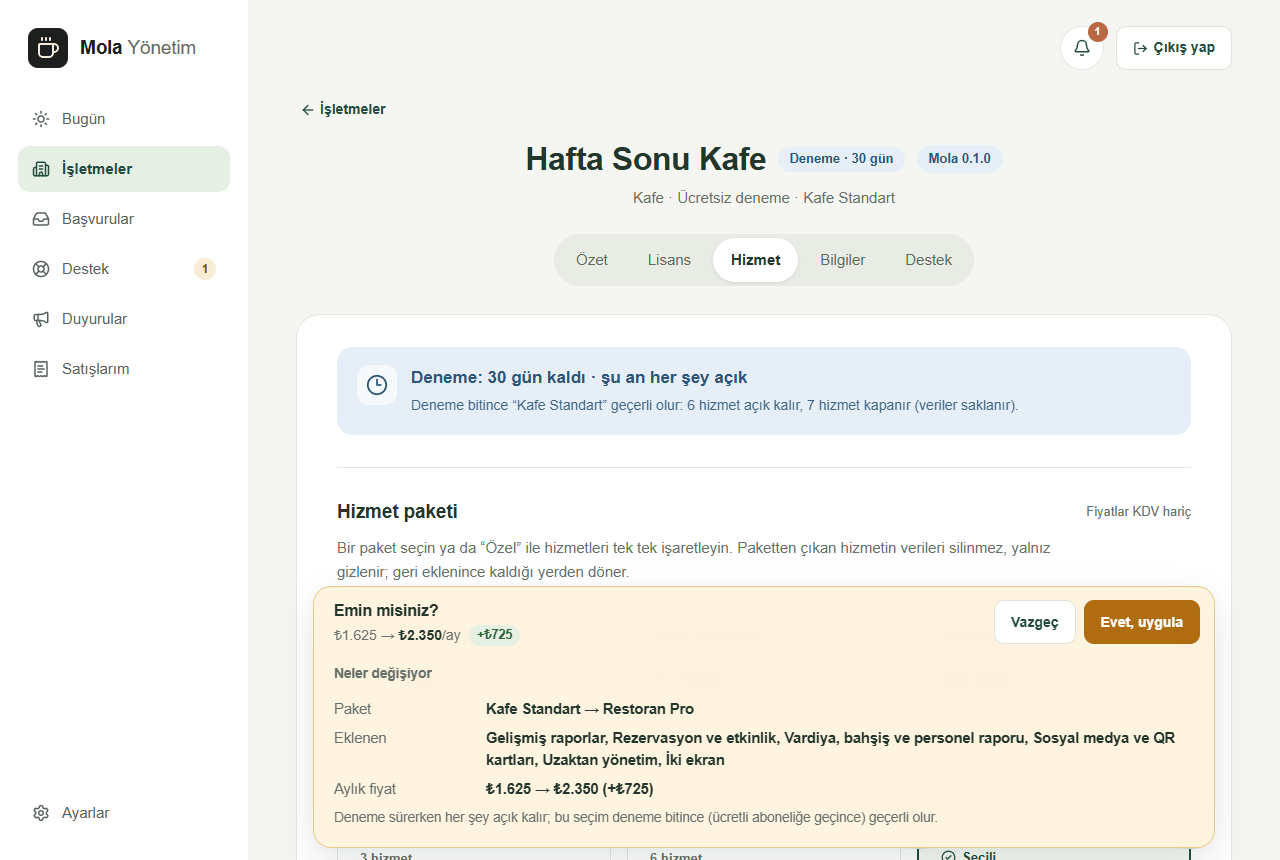 Mola Yönetim
1
Çıkış yap
Bugün
İşletmeler
Başvurular
Destek
1
Duyurular
Satışlarım
Ayarlar
İşletmeler
Hafta Sonu Kafe
Deneme · 30 gün
Mola 0.1.0
Kafe · Ücretsiz deneme · Kafe Standart
Özet
Lisans
Hizmet
Bilgiler
Destek
Deneme: 30 gün kaldı · şu an her şey açık
Deneme bitince “Kafe Standart” geçerli olur: 6 hizmet açık kalır, 7 hizmet kapanır (veriler saklanır).
Hizmet paketi
Fiyatlar KDV hariç
Bir paket seçin ya da “Özel” ile hizmetleri tek tek işaretleyin. Paketten çıkan hizmetin verileri silinmez, yalnız
gizlenir; geri eklenince kaldığı yerden döner.
Emin misiniz?
₺1.625 → ₺2.350/ay
+₺725
Vazgeç
Evet, uygula
Neler değişiyor
Paket
Kafe Standart → Restoran Pro
Eklenen
Gelişmiş raporlar, Rezervasyon ve etkinlik, Vardiya, bahşiş ve personel raporu, Sosyal medya ve QR
kartları, Uzaktan yönetim, İki ekran
Aylık fiyat
₺1.625 → ₺2.350 (+₺725)
Deneme sürerken her şey açık kalır; bu seçim deneme bitince (ücretli aboneliğe geçince) geçerli olur.
3 hizmet
6 hizmet
Seçili